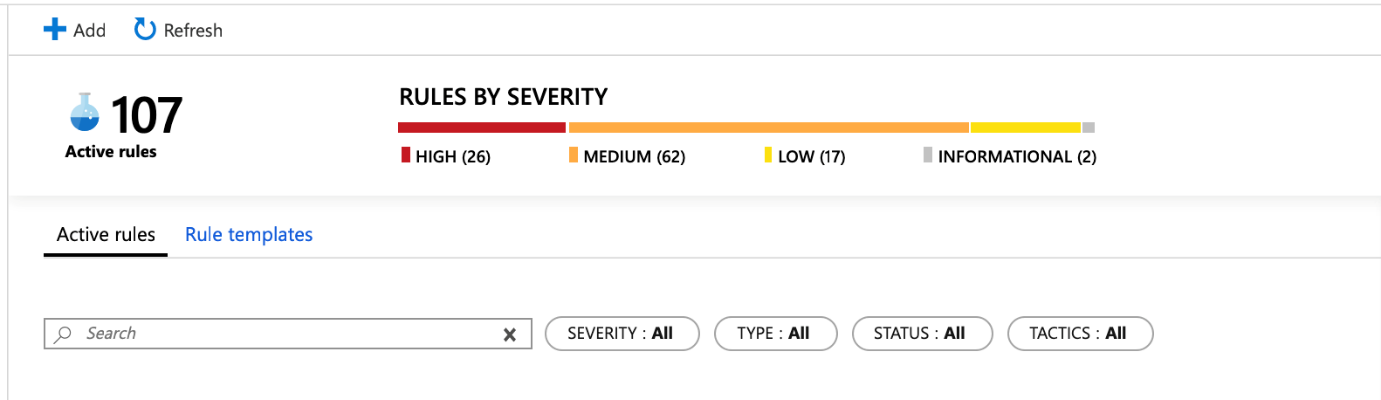 Add Refresh
107
Active rules
RULES BY SEVERITY
HIGH (26) MEDIUM (62) LOW (17) INFORMATIONAL (2)
Active rules Rule templates
Search SEVERITY : All TYPE : All STATUS : All TACTICS : All